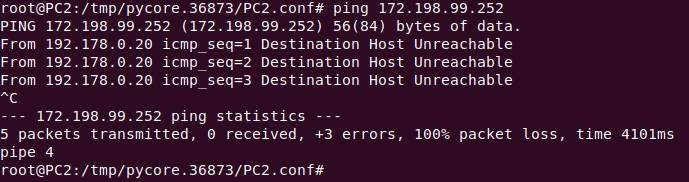 root@PC2:/tmp/pycore.36873/PC2.conf# ping 172.198.99.252
PING 172.198.99.252 (172.198.99.252) 56(84) bytes of data.
From 192.178.0.20 icmp_seq=1 Destination Host Unreachable
From 192.178.0.20 icmp_seq=2 Destination Host Unreachable
From 192.178.0.20 icmp_seq=3 Destination Host Unreachable
^C
--- 172.198.99.252 ping statistics ---
5 packets transmitted, 0 received, +3 errors, 100% packet loss, time 4101ms
pipe 4
root@PC2:/tmp/pycore.36873/PC2.conf#